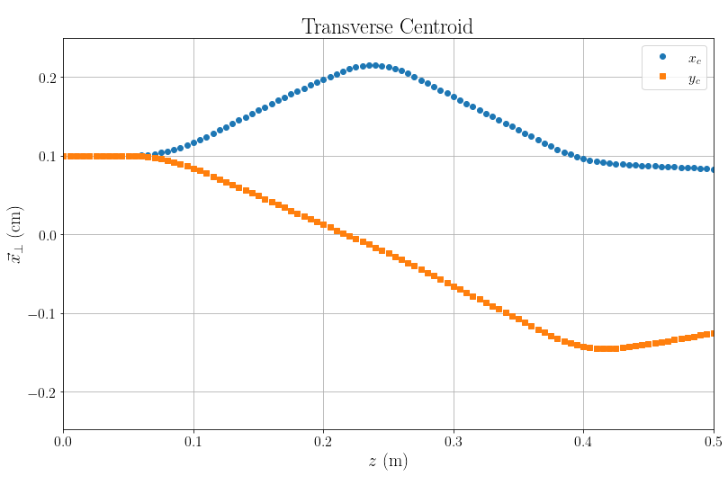 Transverse Centroid
x_c
y_c
0.2
0.1
0.0
−0.1
−0.2
x⃗⊥ (cm)
0.0 0.1 0.2 0.3 0.4 0.5
z (m)